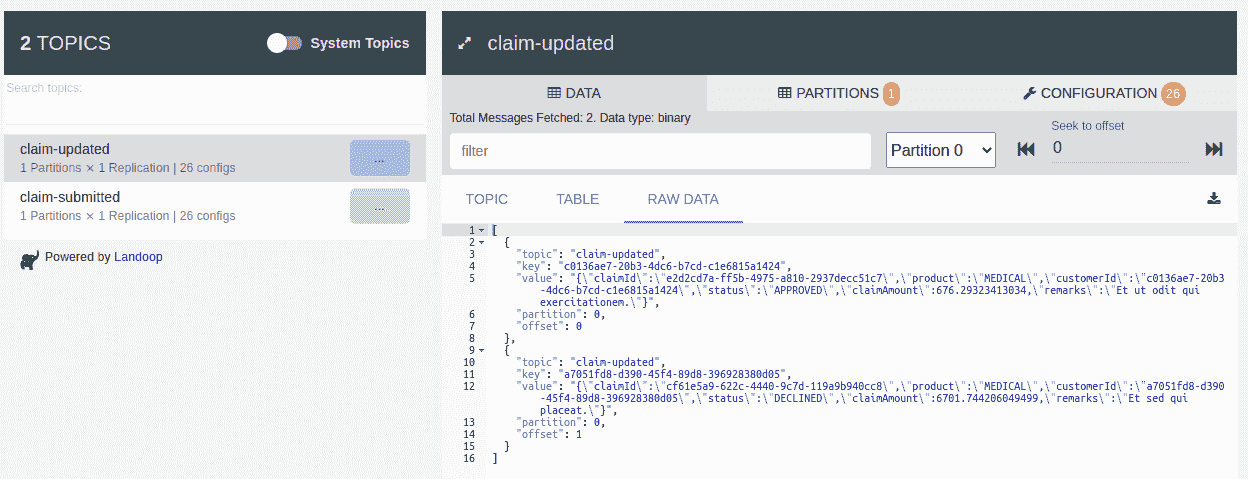 2 TOPICS
System Topics
Search topics:
claim-updated
1 Partitions × 1 Replication | 26 configs
...
claim-submitted
1 Partitions × 1 Replication | 26 configs
...
Powered by Landoop
claim-updated
DATA
PARTITIONS 1
CONFIGURATION 26
Total Messages Fetched: 2. Data type: binary
filter
Partition 0
Seek to offset
0
TOPIC
TABLE
RAW DATA
1 [
2 {
3 "topic": "claim-updated",
4 "key": "c0136ae7-20b3-4dc6-b7cd-c1e6815a1424",
5 "value": "{\"claimId\":\"e2d2cd7a-ff5b-4975-a810-2937decc51c7\",\"product\":\"MEDICAL\",\"customerId\":\"c0136ae7-20b3
-4dc6-b7cd-c1e6815a1424\",\"status\":\"APPROVED\",\"claimAmount\":676.29323413034,\"remarks\":\"Et ut odit qui
exercitationem.\"}",
6 "partition": 0,
7 "offset": 0
8 },
9 {
10 "topic": "claim-updated",
11 "key": "a7051fd8-d390-45f4-89d8-396928380d05",
12 "value": "{\"claimId\":\"cf61e5a9-622c-4440-9c7d-119a9b940cc8\",\"product\":\"MEDICAL\",\"customerId\":\"a7051fd8-d390
-45f4-89d8-396928380d05\",\"status\":\"DECLINED\",\"claimAmount\":6701.744206049499,\"remarks\":\"Et sed qui
placeat.\"}",
13 "partition": 0,
14 "offset": 1
15 }
16 ]